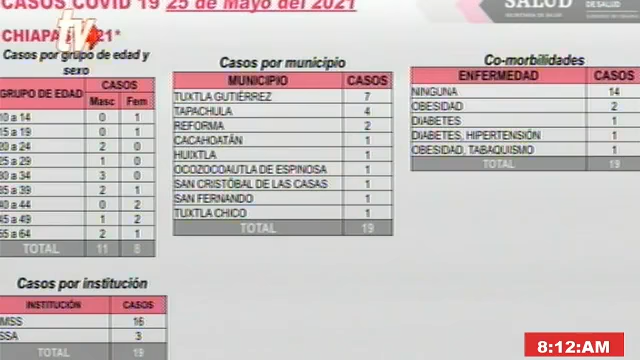 CASOS COVID 19 25 de Mayo del 2021
SALUD
SECRETARÍA DE SALUD
DE SALUD
tv
Casos por grupo de edad y
sexo
GRUPO DE EDAD CASOS
Masc Fem
10 a 14 0 1
15 a 19 0 1
20 a 24 2 0
25 a 29 1 0
30 a 34 3 0
35 a 39 2 1
40 a 44 0 2
45 a 49 1 2
55 a 64 2 1
TOTAL 11 8
Casos por municipio
MUNICIPIO CASOS
TUXTLA GUTIÉRREZ 7
TAPACHULA 4
REFORMA 2
CACAHOATÁN 1
HUIXTLA 1
OCOZOCOAUTLA DE ESPINOSA 1
SAN CRISTÓBAL DE LAS CASAS 1
SAN FERNANDO 1
TUXTLA CHICO 1
TOTAL 19
Co-morbilidades
ENFERMEDAD CASOS
NINGUNA 14
OBESIDAD 2
DIABETES 1
DIABETES, HIPERTENSIÓN 1
OBESIDAD, TABAQUISMO 1
TOTAL 19
Casos por institución
INSTITUCIÓN CASOS
IMSS 16
SSA 3
TOTAL 19
8:12:AM